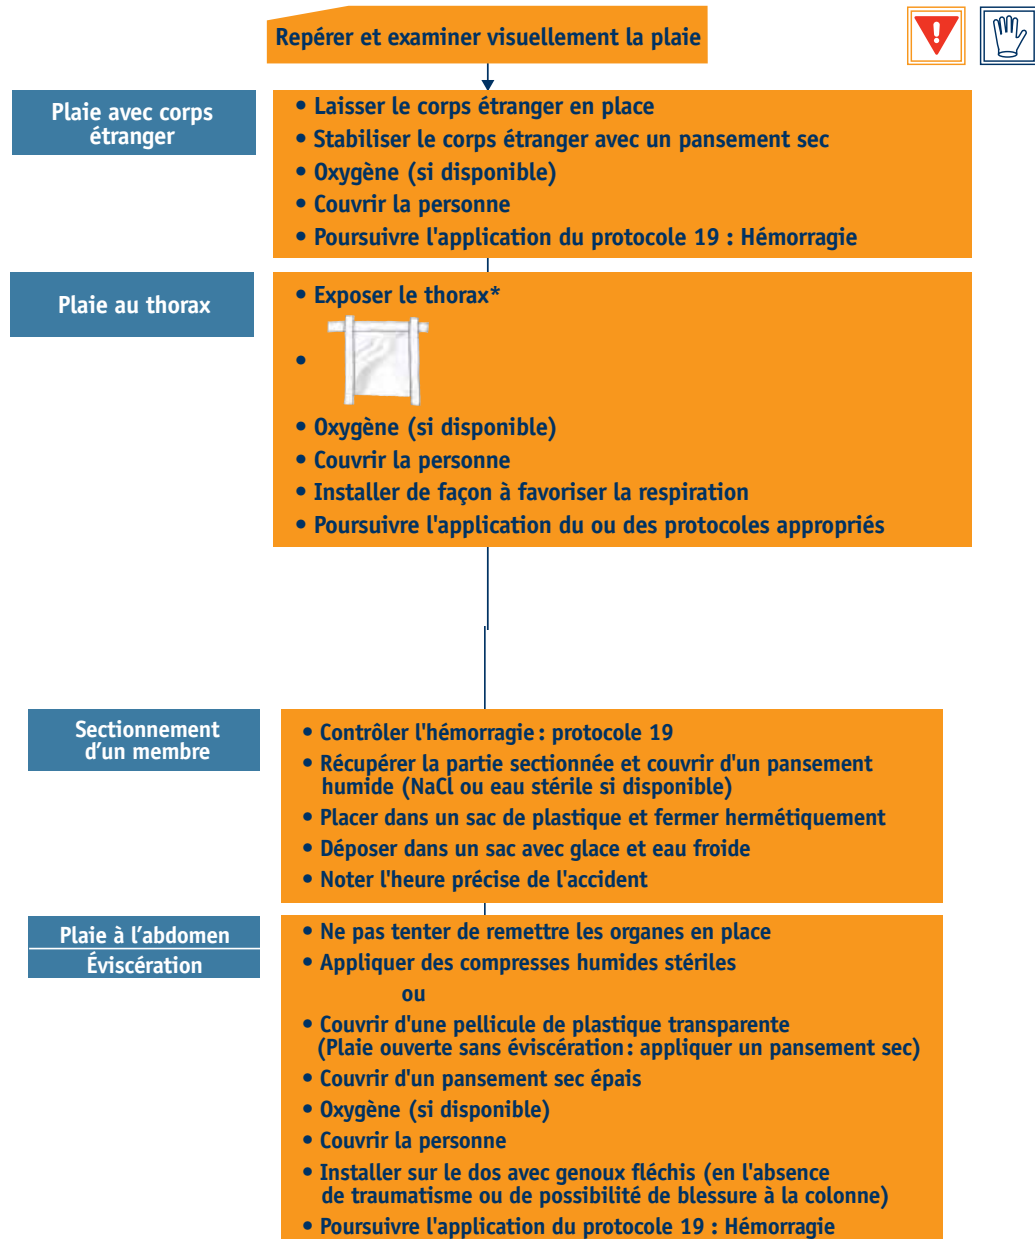 Repérer et examiner visuellement la plaie
Plaie avec corps
étranger
• Laisser le corps étranger en place
• Stabiliser le corps étranger avec un pansement sec
• Oxygène (si disponible)
• Couvrir la personne
• Poursuivre l'application du protocole 19 : Hémorragie
Plaie au thorax
• Exposer le thorax*
•
• Oxygène (si disponible)
• Couvrir la personne
• Installer de façon à favoriser la respiration
• Poursuivre l'application du ou des protocoles appropriés
Sectionnement
d’un membre
• Contrôler l'hémorragie : protocole 19
• Récupérer la partie sectionnée et couvrir d'un pansement
humide (NaCl ou eau stérile si disponible)
• Placer dans un sac de plastique et fermer hermétiquement
• Déposer dans un sac avec glace et eau froide
• Noter l'heure précise de l'accident
Plaie à l’abdomen
Éviscération
• Ne pas tenter de remettre les organes en place
• Appliquer des compresses humides stériles
ou
• Couvrir d'une pellicule de plastique transparente
(Plaie ouverte sans éviscération : appliquer un pansement sec)
• Couvrir d'un pansement sec épais
• Oxygène (si disponible)
• Couvrir la personne
• Installer sur le dos avec genoux fléchis (en l'absence
de traumatisme ou de possibilité de blessure à la colonne)
• Poursuivre l'application du protocole 19 : Hémorragie